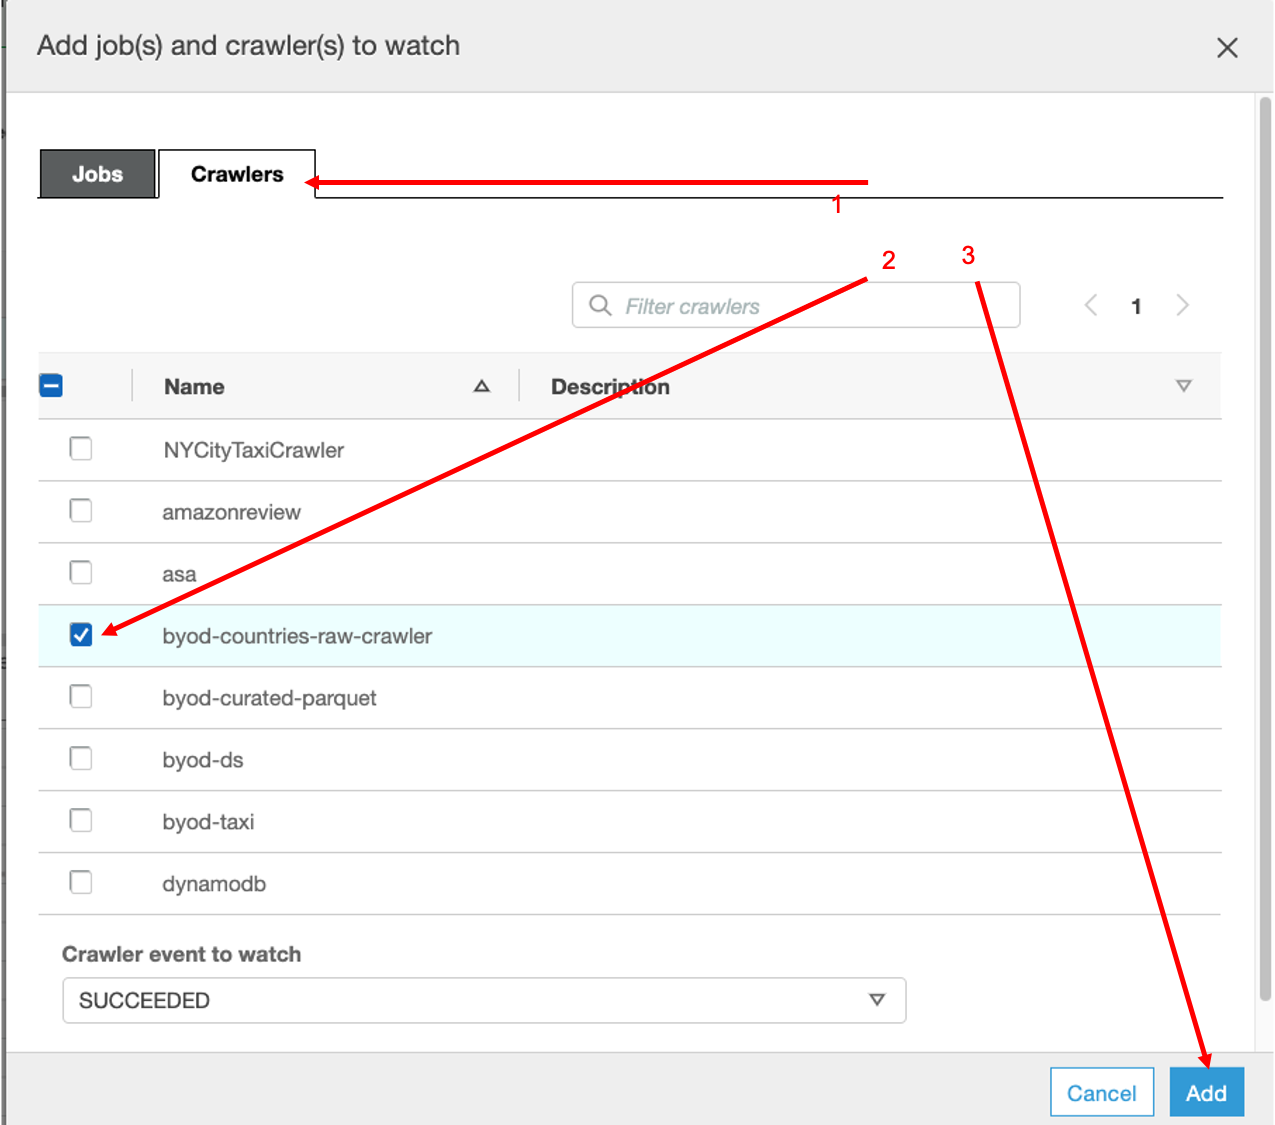 Add job(s) and crawler(s) to watch
Jobs
Crawlers
1
2
3
Filter crawlers
1
Name
Description
NYCityTaxiCrawler
amazonreview
asa
byod-countries-raw-crawler
byod-curated-parquet
byod-ds
byod-taxi
dynamodb
Crawler event to watch
SUCCEEDED
Cancel
Add